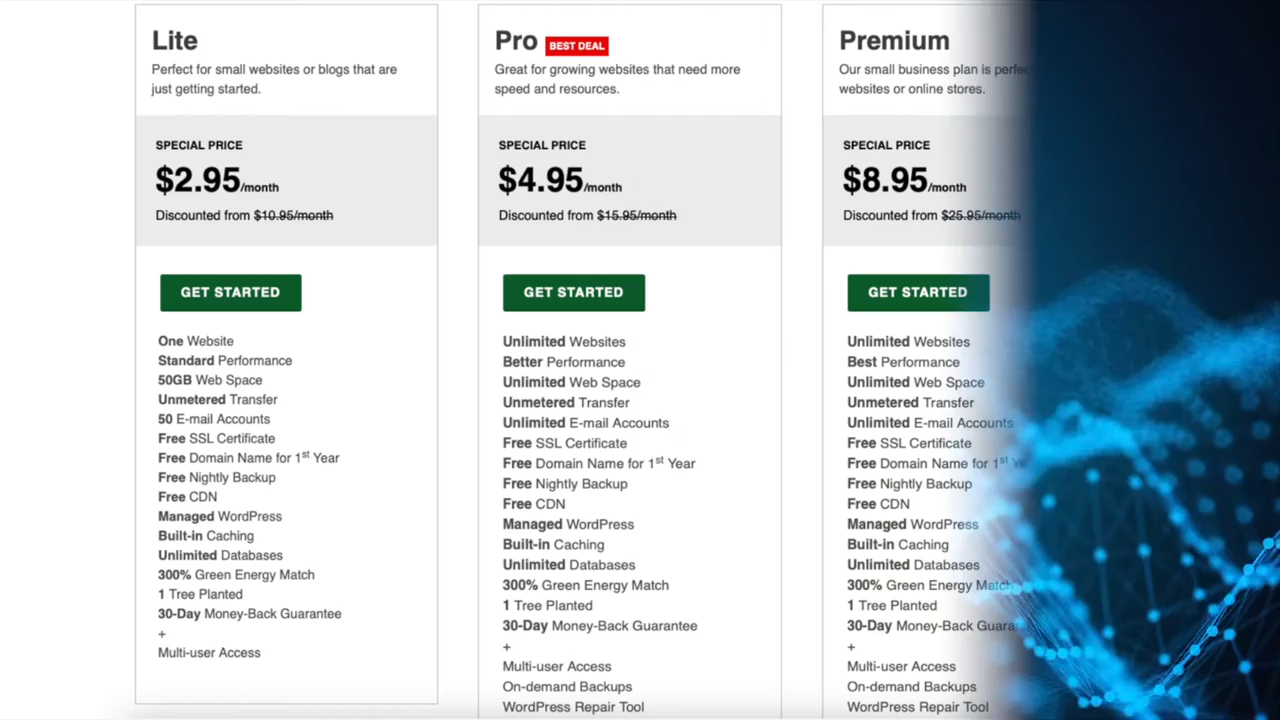 Lite
Perfect for small websites or blogs that are
just getting started.
SPECIAL PRICE
$2.95/month
Discounted from $10.95/month
GET STARTED
One Website
Standard Performance
50GB Web Space
Unmetered Transfer
50 E-mail Accounts
Free SSL Certificate
Free Domain Name for 1st Year
Free Nightly Backup
Free CDN
Managed WordPress
Built-in Caching
Unlimited Databases
300% Green Energy Match
1 Tree Planted
30-Day Money-Back Guarantee
+
Multi-user Access
Pro BEST DEAL
Great for growing websites that need more
speed and resources.
SPECIAL PRICE
$4.95/month
Discounted from $15.95/month
GET STARTED
Unlimited Websites
Better Performance
Unlimited Web Space
Unmetered Transfer
Unlimited E-mail Accounts
Free SSL Certificate
Free Domain Name for 1st Year
Free Nightly Backup
Free CDN
Managed WordPress
Built-in Caching
Unlimited Databases
300% Green Energy Match
1 Tree Planted
30-Day Money-Back Guarantee
+
Multi-user Access
On-demand Backups
WordPress Repair Tool
Premium
Our small business plan is
websites or online stores.
SPECIAL PRICE
$8.95/month
Discounted from $25.95/month
GET STARTED
Unlimited Websites
Best Performance
Unlimited Web Space
Unmetered Transfer
Unlimited E-mail Accounts
Free SSL Certificate
Free Domain Name for 1st
Free Nightly Backup
Free CDN
Managed WordPress
Built-in Caching
Unlimited Databases
300% Green Energy Match
1 Tree Planted
30-Day Money-Back
+
Multi-user Access
On-demand Backups
WordPress Repair Tool